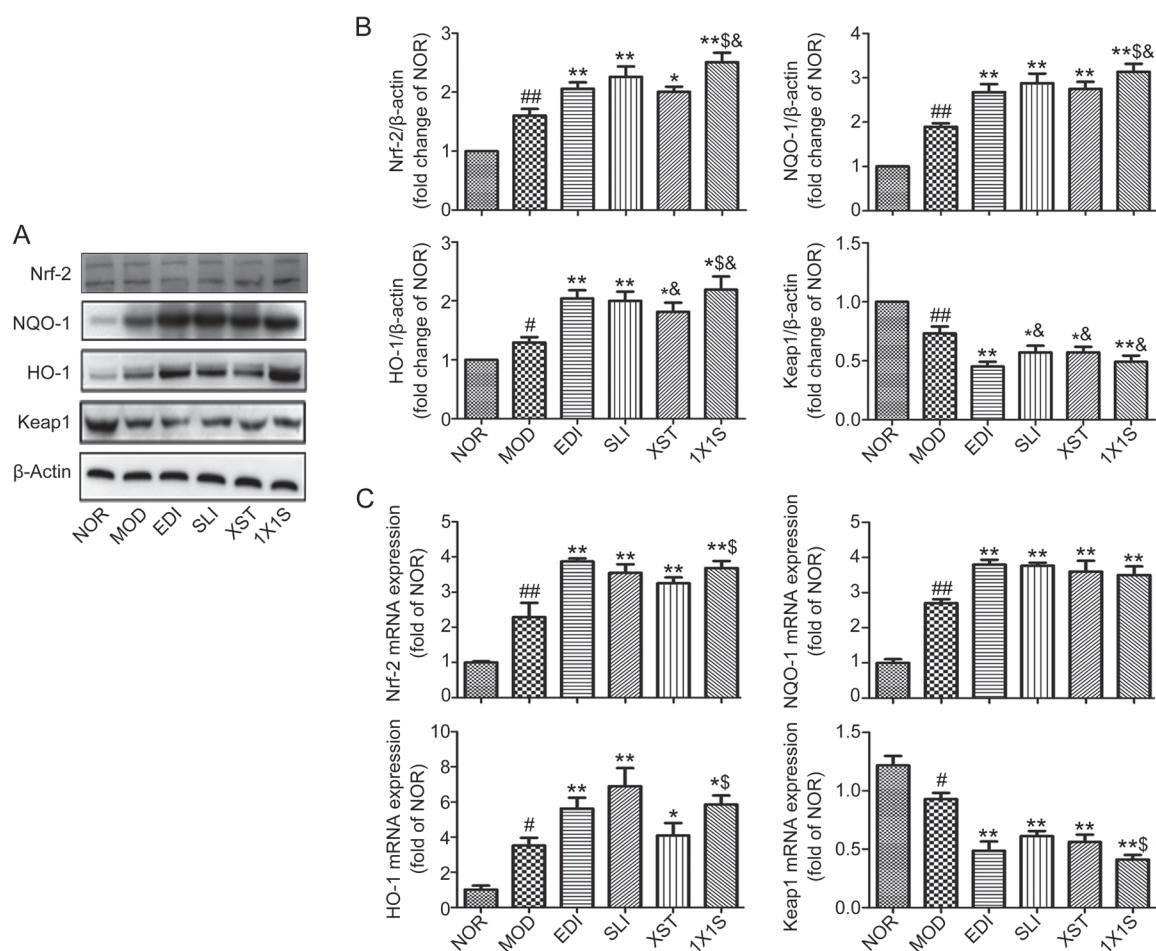 A
Nrf-2
NQO-1
HO-1
Keap1
β-Actin
NOR MOD EDI SLI XST 1X1S
B
Nrf-2/β-actin
(fold change of NOR)
3
2
1
0
## ** ** * **$&
NQO-1/β-actin
(fold change of NOR)
4
3
2
1
0
## ** ** ** **$&
HO-1/β-actin
(fold change of NOR)
3
2
1
0
# ** ** *& *$&
NOR MOD EDI SLI XST 1X1S
Keap1/β-actin
(fold change of NOR)
1.5
1.0
0.5
0.0
## ** *& *& **&
NOR MOD EDI SLI XST 1X1S
C
Nrf-2 mRNA expression
(fold of NOR)
5
4
3
2
1
0
## ** ** ** **$
NQO-1 mRNA expression
(fold of NOR)
5
4
3
2
1
0
## ** ** ** **
HO-1 mRNA expression
(fold of NOR)
10
8
6
4
2
0
# ** ** * *$
NOR MOD EDI SLI XST 1X1S
Keap1 mRNA expression
(fold of NOR)
1.5
1.0
0.5
0.0
# ** ** ** **$
NOR MOD EDI SLI XST 1X1S